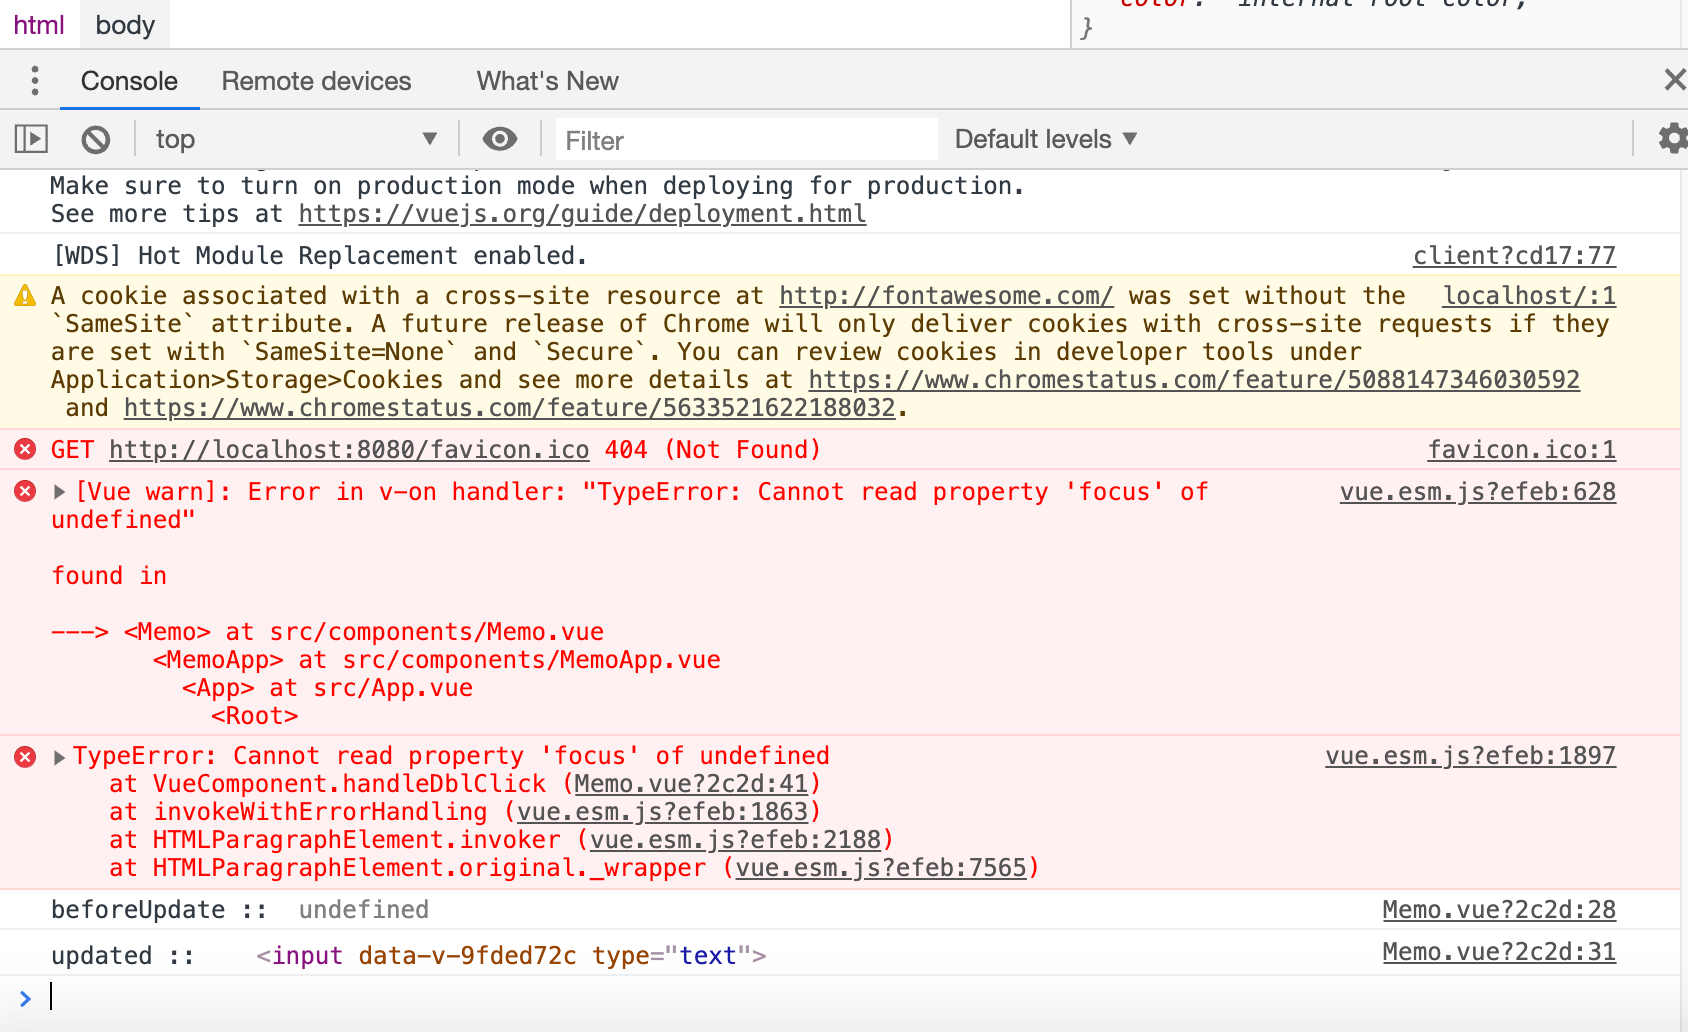 html body
}
Console Remote devices What's New
top Filter Default levels
Make sure to turn on production mode when deploying for production.
See more tips at https://vuejs.org/guide/deployment.html
[WDS] Hot Module Replacement enabled. client?cd17:77
A cookie associated with a cross-site resource at http://fontawesome.com/ was set without the localhost/:1
`SameSite` attribute. A future release of Chrome will only deliver cookies with cross-site requests if they
are set with `SameSite=None` and `Secure`. You can review cookies in developer tools under
Application>Storage>Cookies and see more details at https://www.chromestatus.com/feature/5088147346030592
and https://www.chromestatus.com/feature/5633521622188032.
GET http://localhost:8080/favicon.ico 404 (Not Found) favicon.ico:1
[Vue warn]: Error in v-on handler: "TypeError: Cannot read property 'focus' of vue.esm.js?efeb:628
undefined"
found in
---> <Memo> at src/components/Memo.vue
<MemoApp> at src/components/MemoApp.vue
<App> at src/App.vue
<Root>
TypeError: Cannot read property 'focus' of undefined vue.esm.js?efeb:1897
at VueComponent.handleDblClick (Memo.vue?2c2d:41)
at invokeWithErrorHandling (vue.esm.js?efeb:1863)
at HTMLParagraphElement.invoker (vue.esm.js?efeb:2188)
at HTMLParagraphElement.original._wrapper (vue.esm.js?efeb:7565)
beforeUpdate :: undefined Memo.vue?2c2d:28
updated :: <input data-v-9fded72c type="text"> Memo.vue?2c2d:31